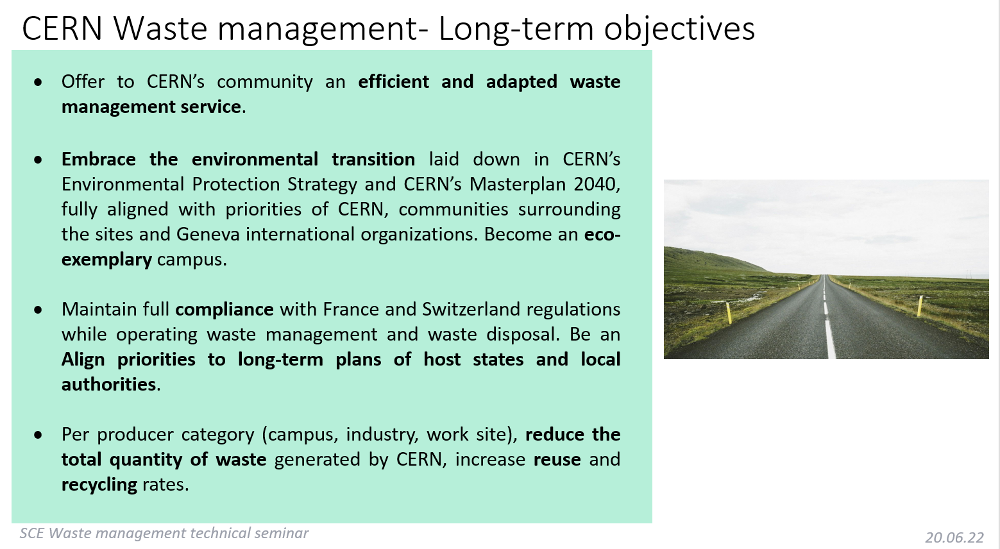 CERN Waste management- Long-term objectives
• Offer to CERN’s community an efficient and adapted waste
management service.
• Embrace the environmental transition laid down in CERN’s
Environmental Protection Strategy and CERN’s Masterplan 2040,
fully aligned with priorities of CERN, communities surrounding
the sites and Geneva international organizations. Become an eco-
exemplary campus.
• Maintain full compliance with France and Switzerland regulations
while operating waste management and waste disposal. Be an
Align priorities to long-term plans of host states and local
authorities.
• Per producer category (campus, industry, work site), reduce the
total quantity of waste generated by CERN, increase reuse and
recycling rates.
SCE Waste management technical seminar
20.06.22